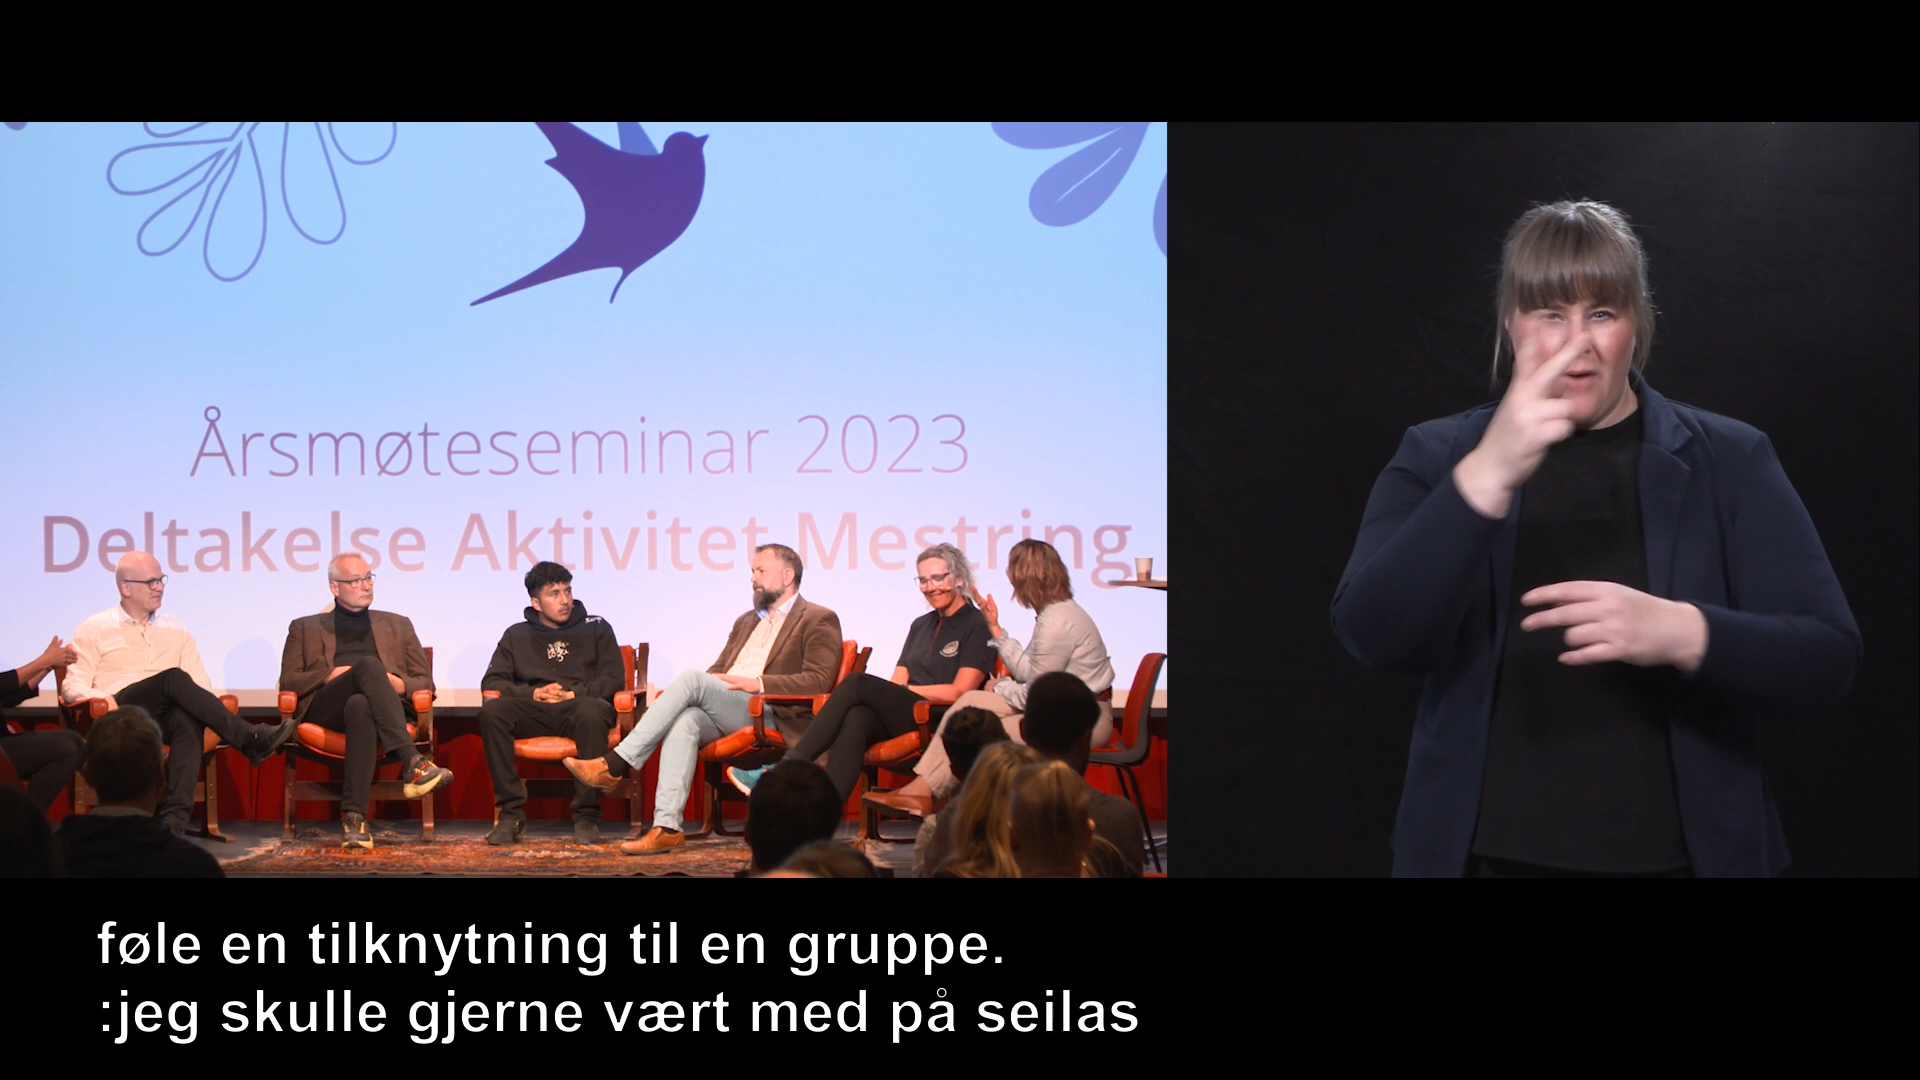 Årsmøteseminar 2023
Deltakelse Aktivitet Mestring
føle en tilknytning til en gruppe.
:jeg skulle gjerne vært med på seilas